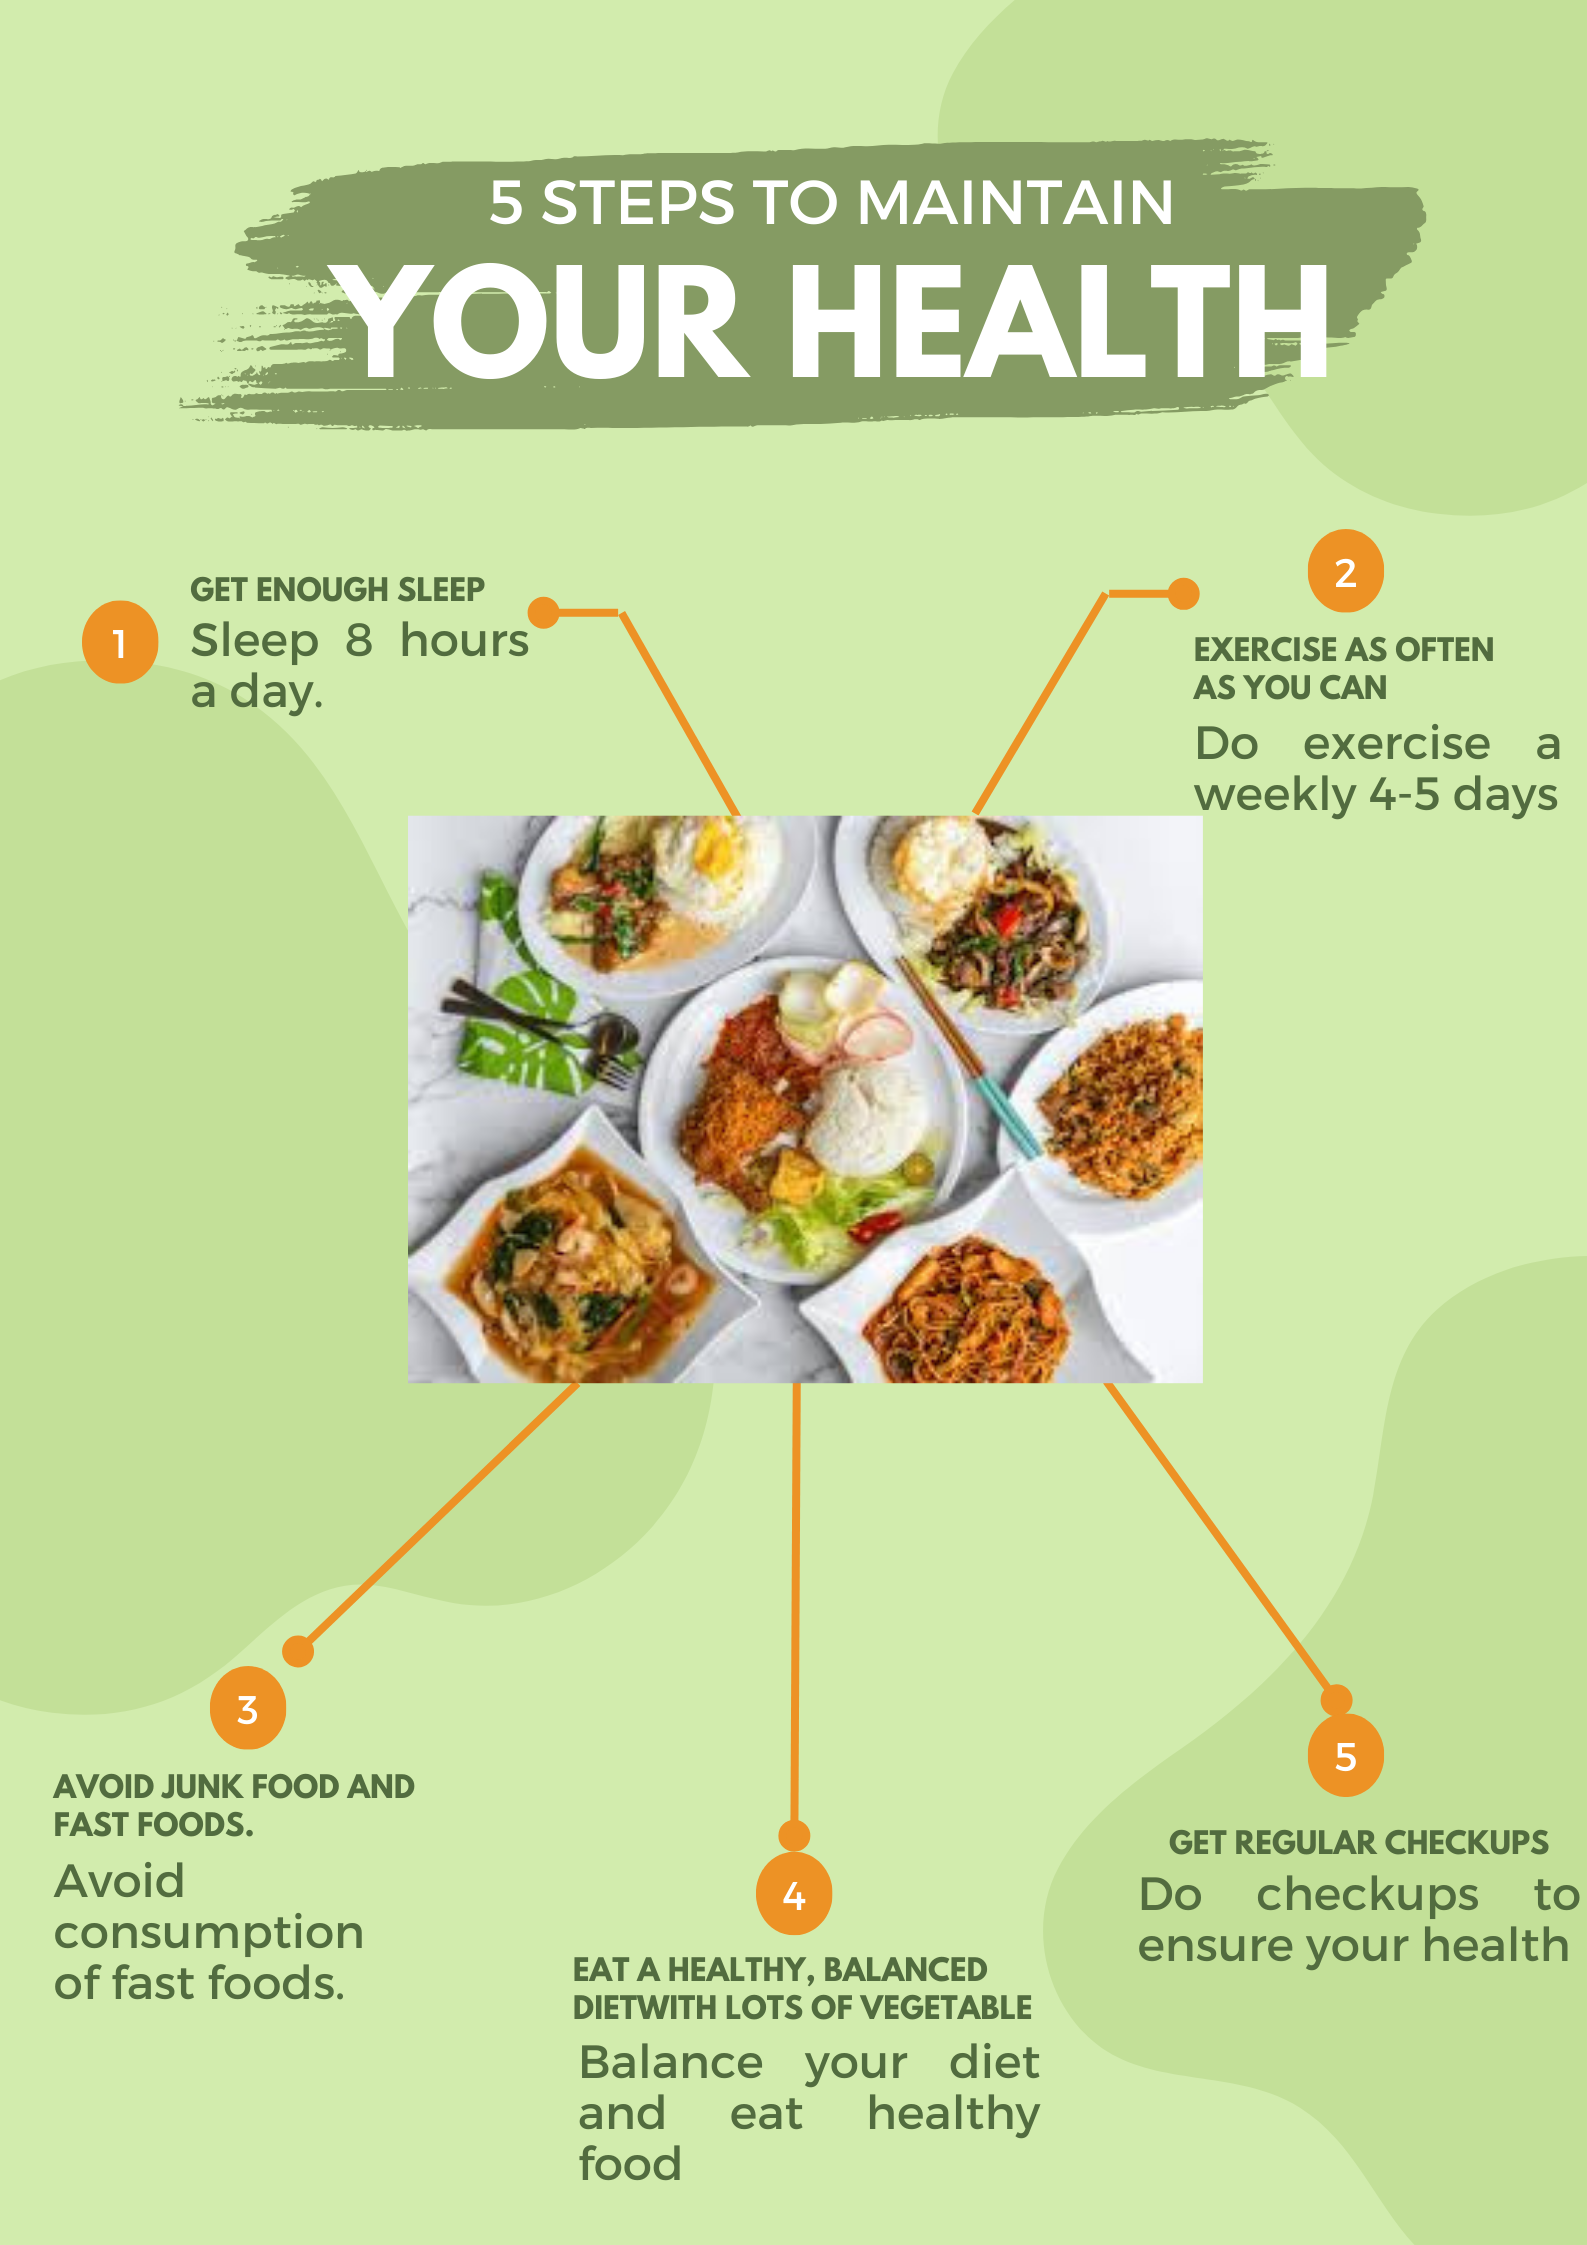 5 STEPS TO MAINTAIN
YOUR HEALTH
1
GET ENOUGH SLEEP
Sleep 8 hours
a day.
2
EXERCISE AS OFTEN
AS YOU CAN
Do exercise a
weekly 4-5 days
3
AVOID JUNK FOOD AND
FAST FOODS.
Avoid
consumption
of fast foods.
4
EAT A HEALTHY, BALANCED
DIETWITH LOTS OF VEGETABLE
Balance your diet
and eat healthy
food
5
GET REGULAR CHECKUPS
Do checkups to
ensure your health